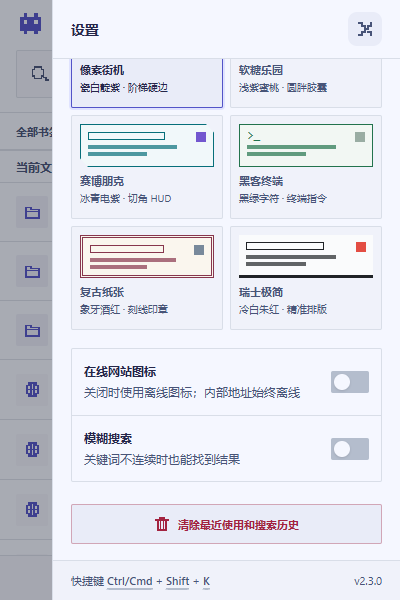 设置
全部书签
当前文
像素街机
瓷白靛紫 · 阶梯硬边
软糖乐园
浅紫蜜桃 · 圆胖胶囊
赛博朋克
冰青电紫 · 切角 HUD
黑客终端
黑绿字符 · 终端指令
复古纸张
象牙酒红 · 刻线印章
瑞士极简
冷白朱红 · 精准排版
在线网站图标
关闭时使用离线图标；内部地址始终离线
模糊搜索
关键词不连续时也能找到结果
清除最近使用和搜索历史
快捷键 Ctrl/Cmd + Shift + K
v2.3.0